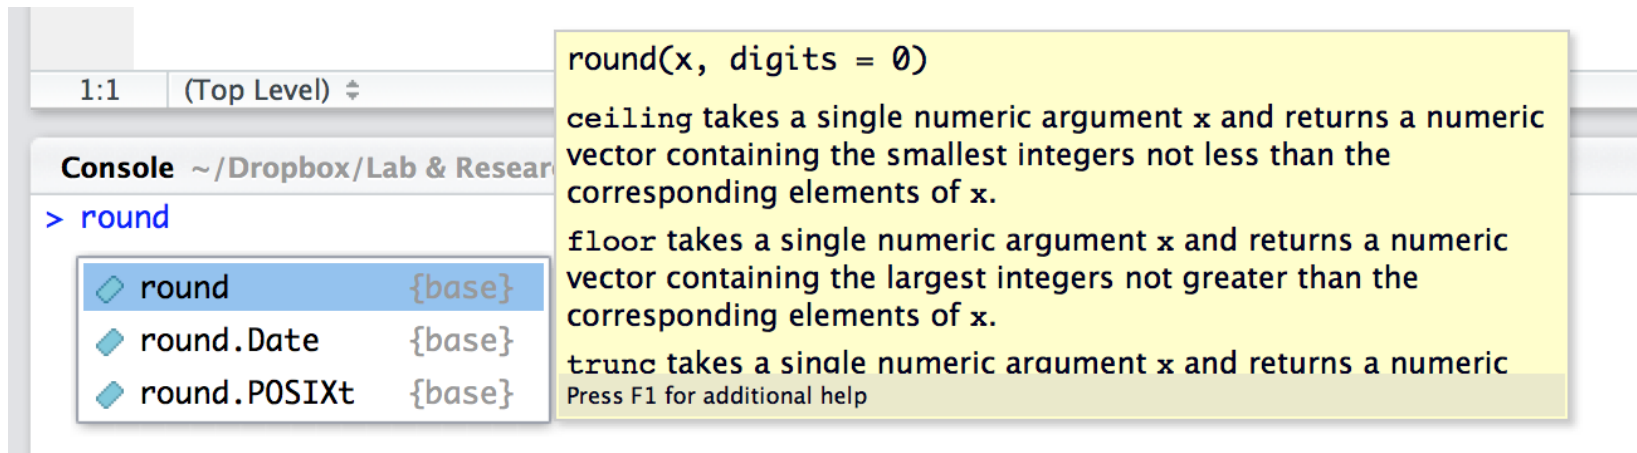 1:1 (Top Level)
Console ~/Dropbox/Lab & Resear
> round
round {base}
round.Date {base}
round.POSIXt {base}
round(x, digits = 0)
ceiling takes a single numeric argument x and returns a numeric
vector containing the smallest integers not less than the
corresponding elements of x.
floor takes a single numeric argument x and returns a numeric
vector containing the largest integers not greater than the
corresponding elements of x.
trunc takes a single numeric argument x and returns a numeric
Press F1 for additional help